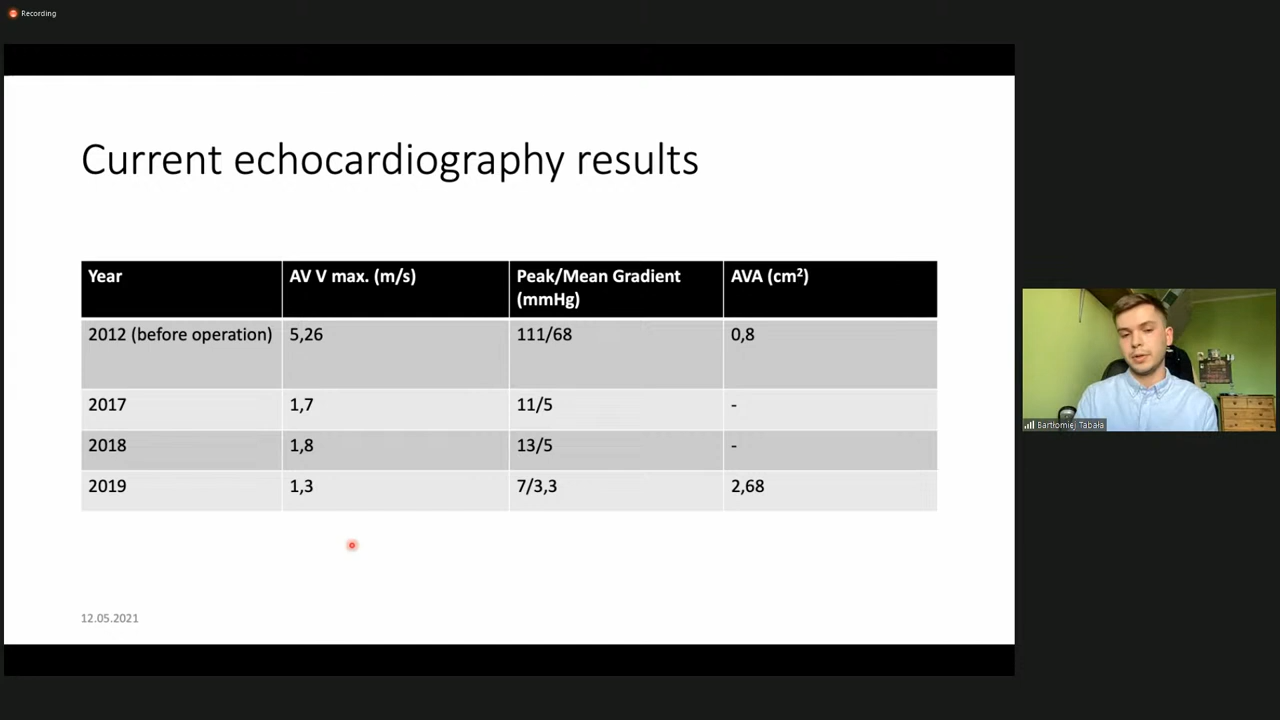 Recording
Current echocardiography results
Year AV V max. (m/s) Peak/Mean Gradient (mmHg) AVA (cm²)
2012 (before operation) 5,26 111/68 0,8
2017 1,7 11/5 -
2018 1,8 13/5 -
2019 1,3 7/3,3 2,68
12.05.2021
Bartłomiej Tabała